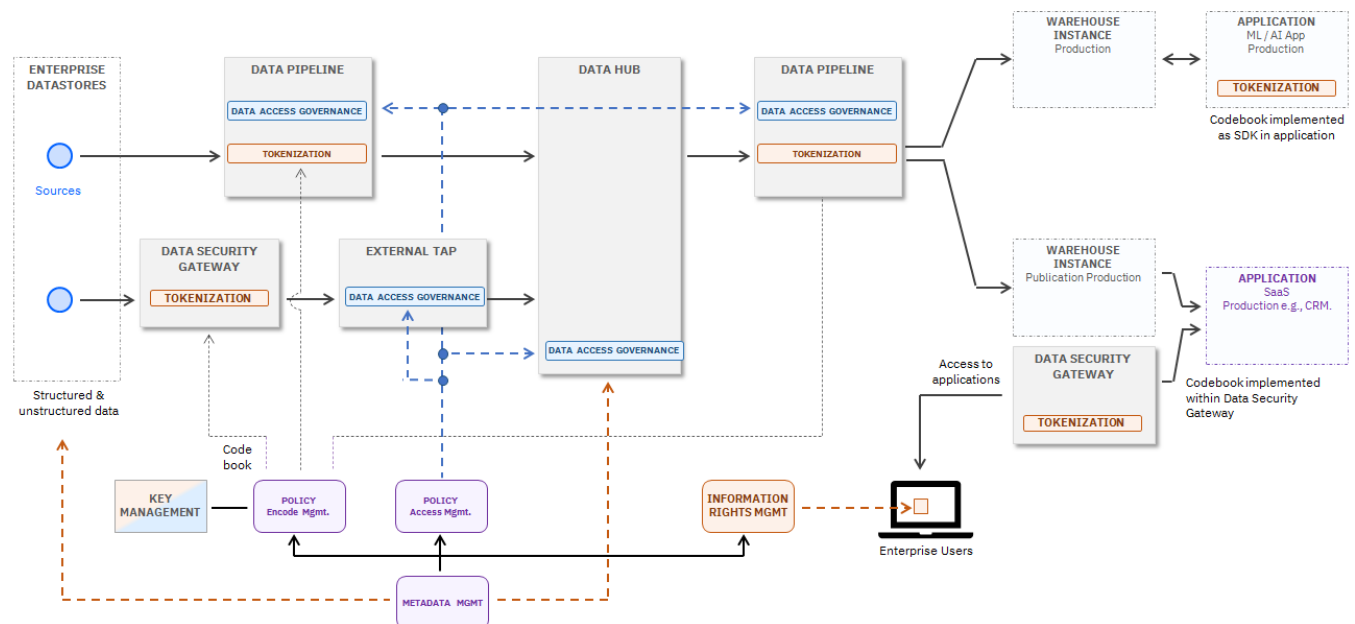 ENTERPRISE
DATASTORES
Sources
Structured &
unstructured data
DATA PIPELINE
DATA ACCESS GOVERNANCE
TOKENIZATION
DATA SECURITY
GATEWAY
TOKENIZATION
EXTERNAL TAP
DATA ACCESS GOVERNANCE
DATA HUB
DATA ACCESS GOVERNANCE
DATA PIPELINE
DATA ACCESS GOVERNANCE
TOKENIZATION
WAREHOUSE
INSTANCE
Production
APPLICATION
ML / AI App
Production
TOKENIZATION
Codebook implemented
as SDK in application
WAREHOUSE
INSTANCE
Publication Production
APPLICATION
SaaS
Production e.g., CRM.
DATA SECURITY
GATEWAY
TOKENIZATION
Codebook implemented
within Data Security
Gateway
Access to
applications
Code
book
KEY
MANAGEMENT
POLICY
Encode Mgmt.
POLICY
Access Mgmt.
INFORMATION
RIGHTS MGMT
Enterprise Users
METADATA MGMT